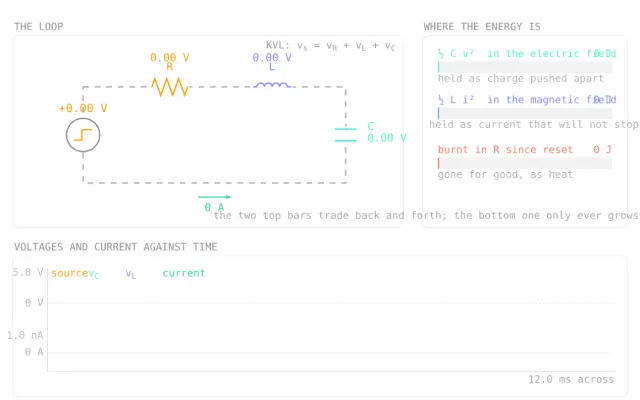 THE LOOP
KVL: vs = vR + vL + vC
0.00 V
R
0.00 V
L
+0.00 V
C
0.00 V
0 A
the two top bars trade back and forth; the bottom one only ever grows
WHERE THE ENERGY IS
½ C v² in the electric field
0 J
held as charge pushed apart
½ L i² in the magnetic field
0 J
held as current that will not stop
burnt in R since reset 0 J
gone for good, as heat
VOLTAGES AND CURRENT AGAINST TIME
5.8 V
source vC vL current
0 V
1.0 nA
0 A
12.0 ms across